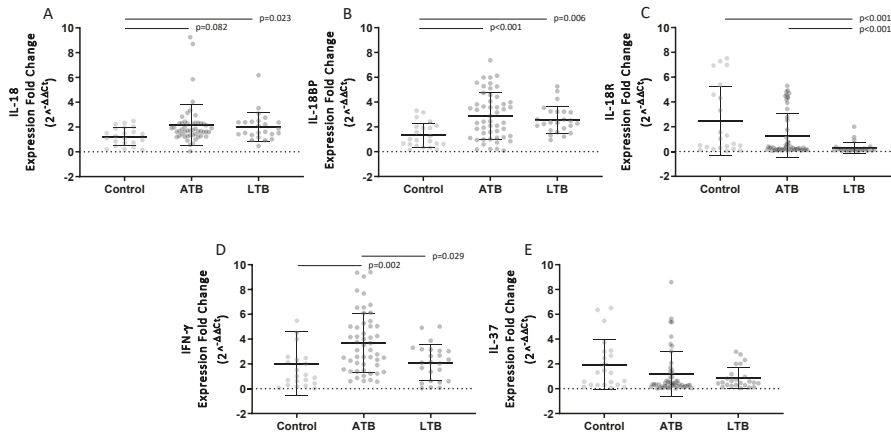 A
p=0.023
p=0.082
IL-18
Expression Fold Change
(2^-ΔΔCt)
10
8
6
4
2
0
-2
Control
ATB
LTB
B
p=0.006
p<0.001
IL-18BP
Expression Fold Change
(2^-ΔΔCt)
10
8
6
4
2
0
-2
Control
ATB
LTB
C
p<0.001
p<0.001
IL-18R
Expression Fold Change
(2^-ΔΔCt)
10
8
6
4
2
0
-2
Control
ATB
LTB
D
p=0.029
p=0.002
IFN-γ
Expression Fold Change
(2^-ΔΔCt)
10
8
6
4
2
0
-2
Control
ATB
LTB
E
IL-37
Expression Fold Change
(2^-ΔΔCt)
10
8
6
4
2
0
-2
Control
ATB
LTB